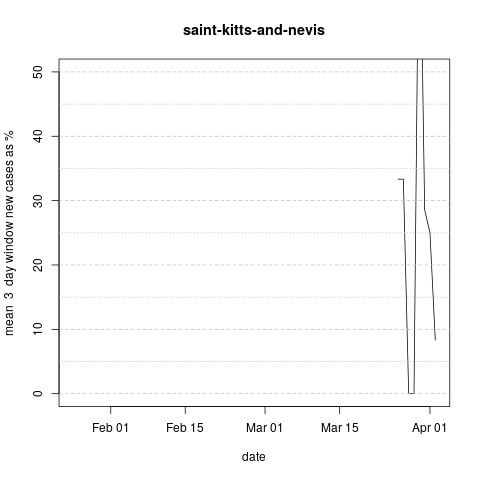 saint-kitts-and-nevis
mean 3 day window new cases as %
50
40
30
20
10
0
Feb 01 Feb 15 Mar 01 Mar 15 Apr 01
date